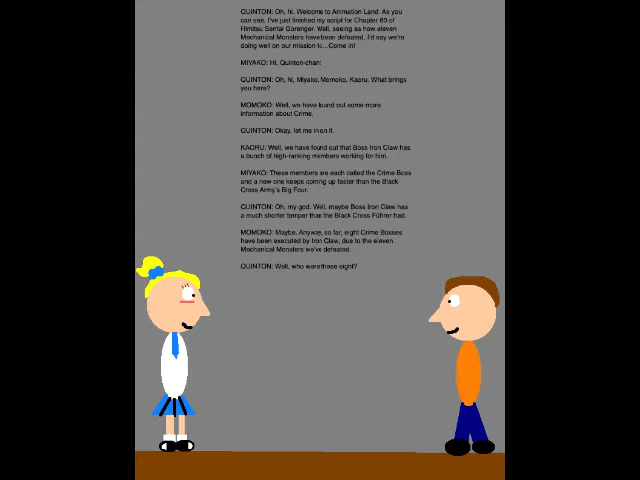 QUINTON: Oh, hi. Welcome to Animation Land. As you
can see, I've just finished my script for Chapter 60 of
Himitsu Sentai Gorenger. Well, seeing as how eleven
Mechanical Monsters have been defeated, I'd say we're
doing well on our mission to...Come in!
MIYAKO: Hi, Quinton-chan!
QUINTON: Oh, hi, Miyako, Momoko, Kaoru. What brings
you here?
MOMOKO: Well, we have found out some more
information about Crime.
QUINTON: Okay, let me in on it.
KAORU: Well, we have found out that Boss Iron Claw has
a bunch of high-ranking members working for him.
MIYAKO: These members are each called the Crime Boss
and a new one keeps coming up faster than the Black
Cross Army's Big Four.
QUINTON: Oh, my god. Well, maybe Boss Iron Claw has
a much shorter temper than the Black Cross Führer had.
MOMOKO: Maybe. Anyway, so far, eight Crime Bosses
have been executed by Iron Claw, due to the eleven
Mechanical Monsters we've defeated.
QUINTON: Well, who were these eight?